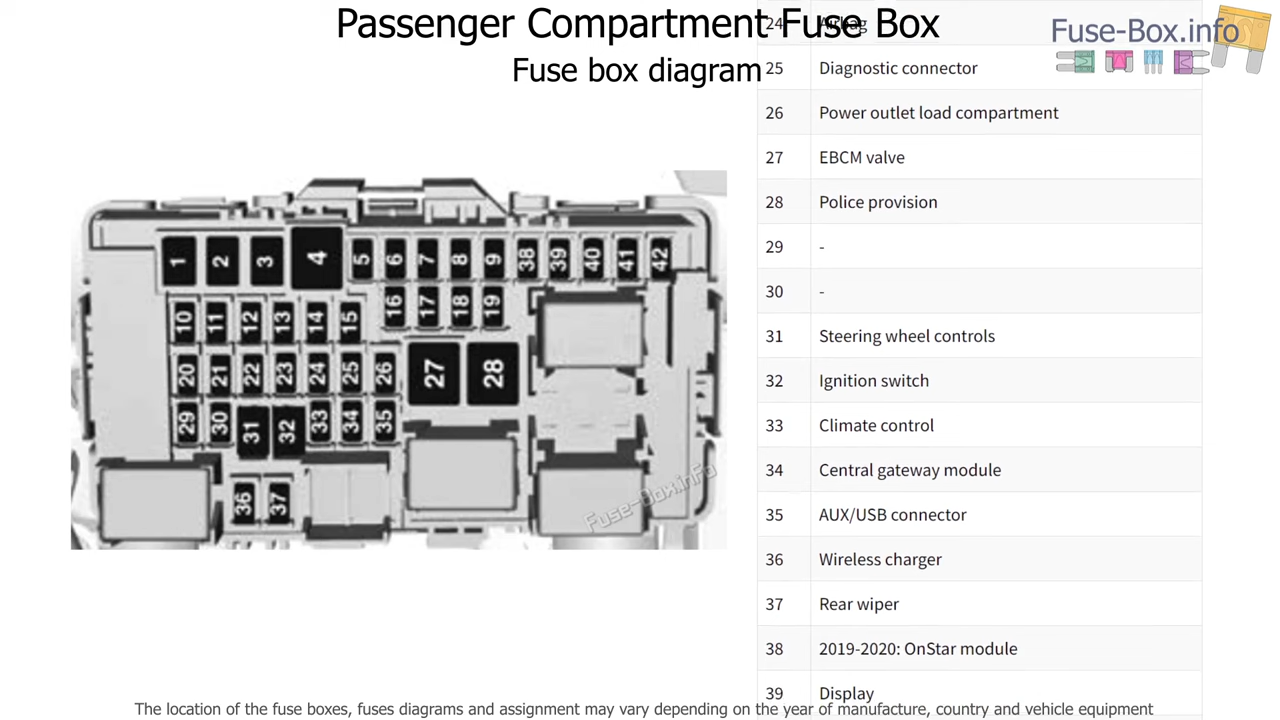 Passenger Compartment Fuse Box
Fuse box diagram
Fuse-Box.info
24 Airbag
25 Diagnostic connector
26 Power outlet load compartment
27 EBCM valve
28 Police provision
29 -
30 -
31 Steering wheel controls
32 Ignition switch
33 Climate control
34 Central gateway module
35 AUX/USB connector
36 Wireless charger
37 Rear wiper
38 2019-2020: OnStar module
39 Display
1 2 3 4 5 6 7 8 9 38 39 40 41 42
16 17 18 19
10 11 12 13 14 15
20 21 22 23 24 25 26 27 28
29 30 31 32 33 34 35
36 37
Fuse-Box.info
The location of the fuse boxes, fuses diagrams and assignment may vary depending on the year of manufacture, country and vehicle equipment